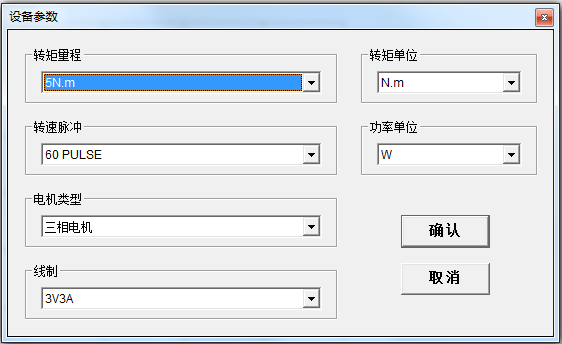 设备参数
转矩量程
5N.m
转矩单位
N.m
转速脉冲
60 PULSE
功率单位
W
电机类型
三相电机
确认
线制
3V3A
取消